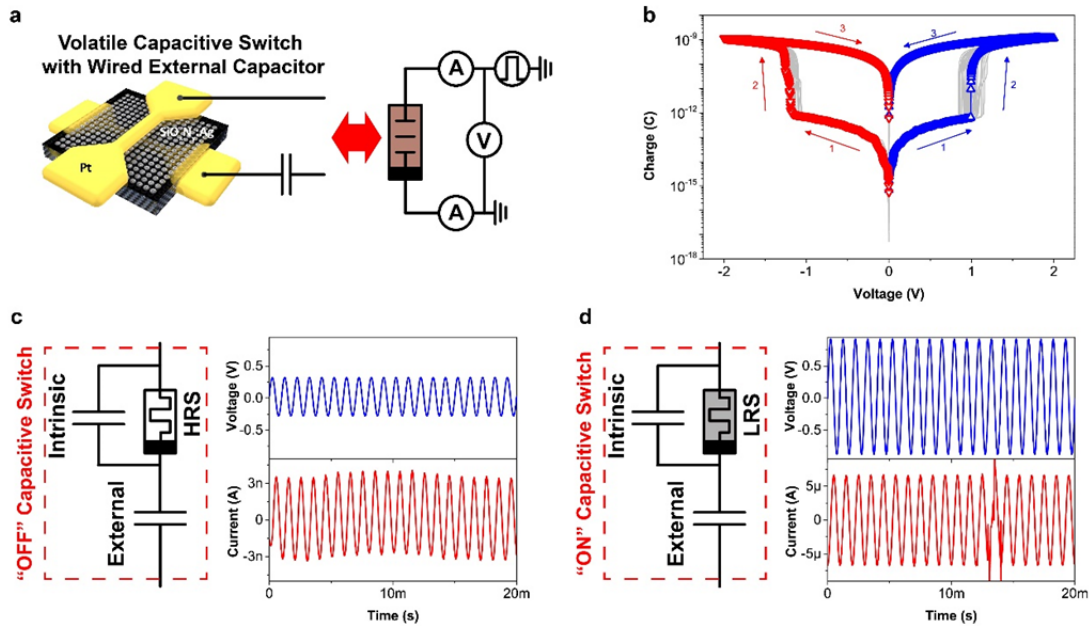 a
Volatile Capacitive Switch
with Wired External Capacitor
SiOxNy:Ag
Pt
A
V
A
b
Charge (C)
10-9
10-12
10-15
10-18
-2
-1
0
1
2
Voltage (V)
3
3
2
2
1
1
c
"OFF" Capacitive Switch
Intrinsic
HRS
External
Voltage (V)
0.5
0.0
-0.5
Current (A)
3n
0
-3n
0
10m
20m
Time (s)
d
"ON" Capacitive Switch
Intrinsic
LRS
External
Voltage (V)
0.5
0.0
-0.5
Current (A)
5μ
0
-5μ
0
10m
20m
Time (s)